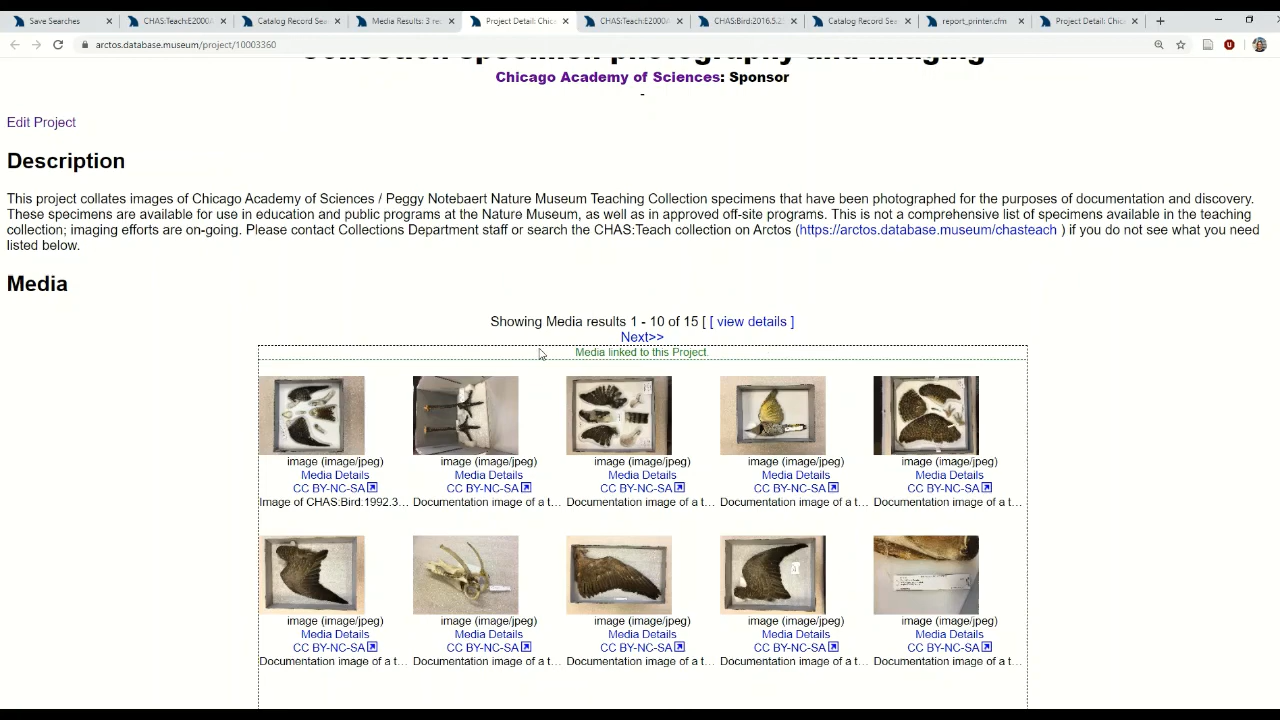 Save Searches
CHAS:Teach:E2000/
Catalog Record Sea
Media Results: 3 re
Project Detail: Chic
CHAS:Teach:E2000/
CHAS:Bird:2016.5.2
Catalog Record Sea
report_printer.cfm
Project Detail: Chic
arctos.database.museum/project/10003360
Collection specimen photography and imaging
Chicago Academy of Sciences: Sponsor
-
Edit Project
Description
This project collates images of Chicago Academy of Sciences / Peggy Notebaert Nature Museum Teaching Collection specimens that have been photographed for the purposes of documentation and discovery.
These specimens are available for use in education and public programs at the Nature Museum, as well as in approved off-site programs. This is not a comprehensive list of specimens available in the teaching
collection; imaging efforts are on-going. Please contact Collections Department staff or search the CHAS:Teach collection on Arctos (https://arctos.database.museum/chasteach ) if you do not see what you need
listed below.
Media
Showing Media results 1 - 10 of 15 [ [ view details ]
Next>>
Media linked to this Project.
image (image/jpeg) image (image/jpeg) image (image/jpeg) image (image/jpeg) image (image/jpeg)
Media Details Media Details Media Details Media Details Media Details
CC BY-NC-SA CC BY-NC-SA CC BY-NC-SA CC BY-NC-SA CC BY-NC-SA
Image of CHAS:Bird:1992.3... Documentation image of a t... Documentation image of a t... Documentation image of a t... Documentation image of a t...
image (image/jpeg) image (image/jpeg) image (image/jpeg) image (image/jpeg) image (image/jpeg)
Media Details Media Details Media Details Media Details Media Details
CC BY-NC-SA CC BY-NC-SA CC BY-NC-SA CC BY-NC-SA CC BY-NC-SA
Documentation image of a t... Documentation image of a t... Documentation image of a t... Documentation image of a t... Documentation image of a t...